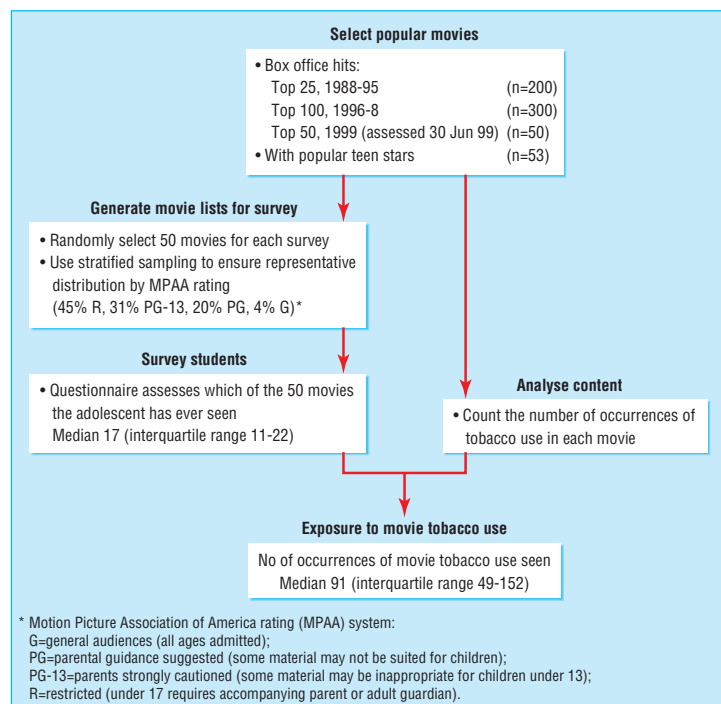 Select popular movies
• Box office hits:
Top 25, 1988-95 (n=200)
Top 100, 1996-8 (n=300)
Top 50, 1999 (assessed 30 Jun 99) (n=50)
• With popular teen stars (n=53)
Generate movie lists for survey
• Randomly select 50 movies for each survey
• Use stratified sampling to ensure representative
distribution by MPAA rating
(45% R, 31% PG-13, 20% PG, 4% G)*
Survey students
• Questionnaire assesses which of the 50 movies
the adolescent has ever seen
Median 17 (interquartile range 11-22)
Analyse content
• Count the number of occurrences of
tobacco use in each movie
Exposure to movie tobacco use
No of occurrences of movie tobacco use seen
Median 91 (interquartile range 49-152)
* Motion Picture Association of America rating (MPAA) system:
G=general audiences (all ages admitted);
PG=parental guidance suggested (some material may not be suited for children);
PG-13=parents strongly cautioned (some material may be inappropriate for children under 13);
R=restricted (under 17 requires accompanying parent or adult guardian).